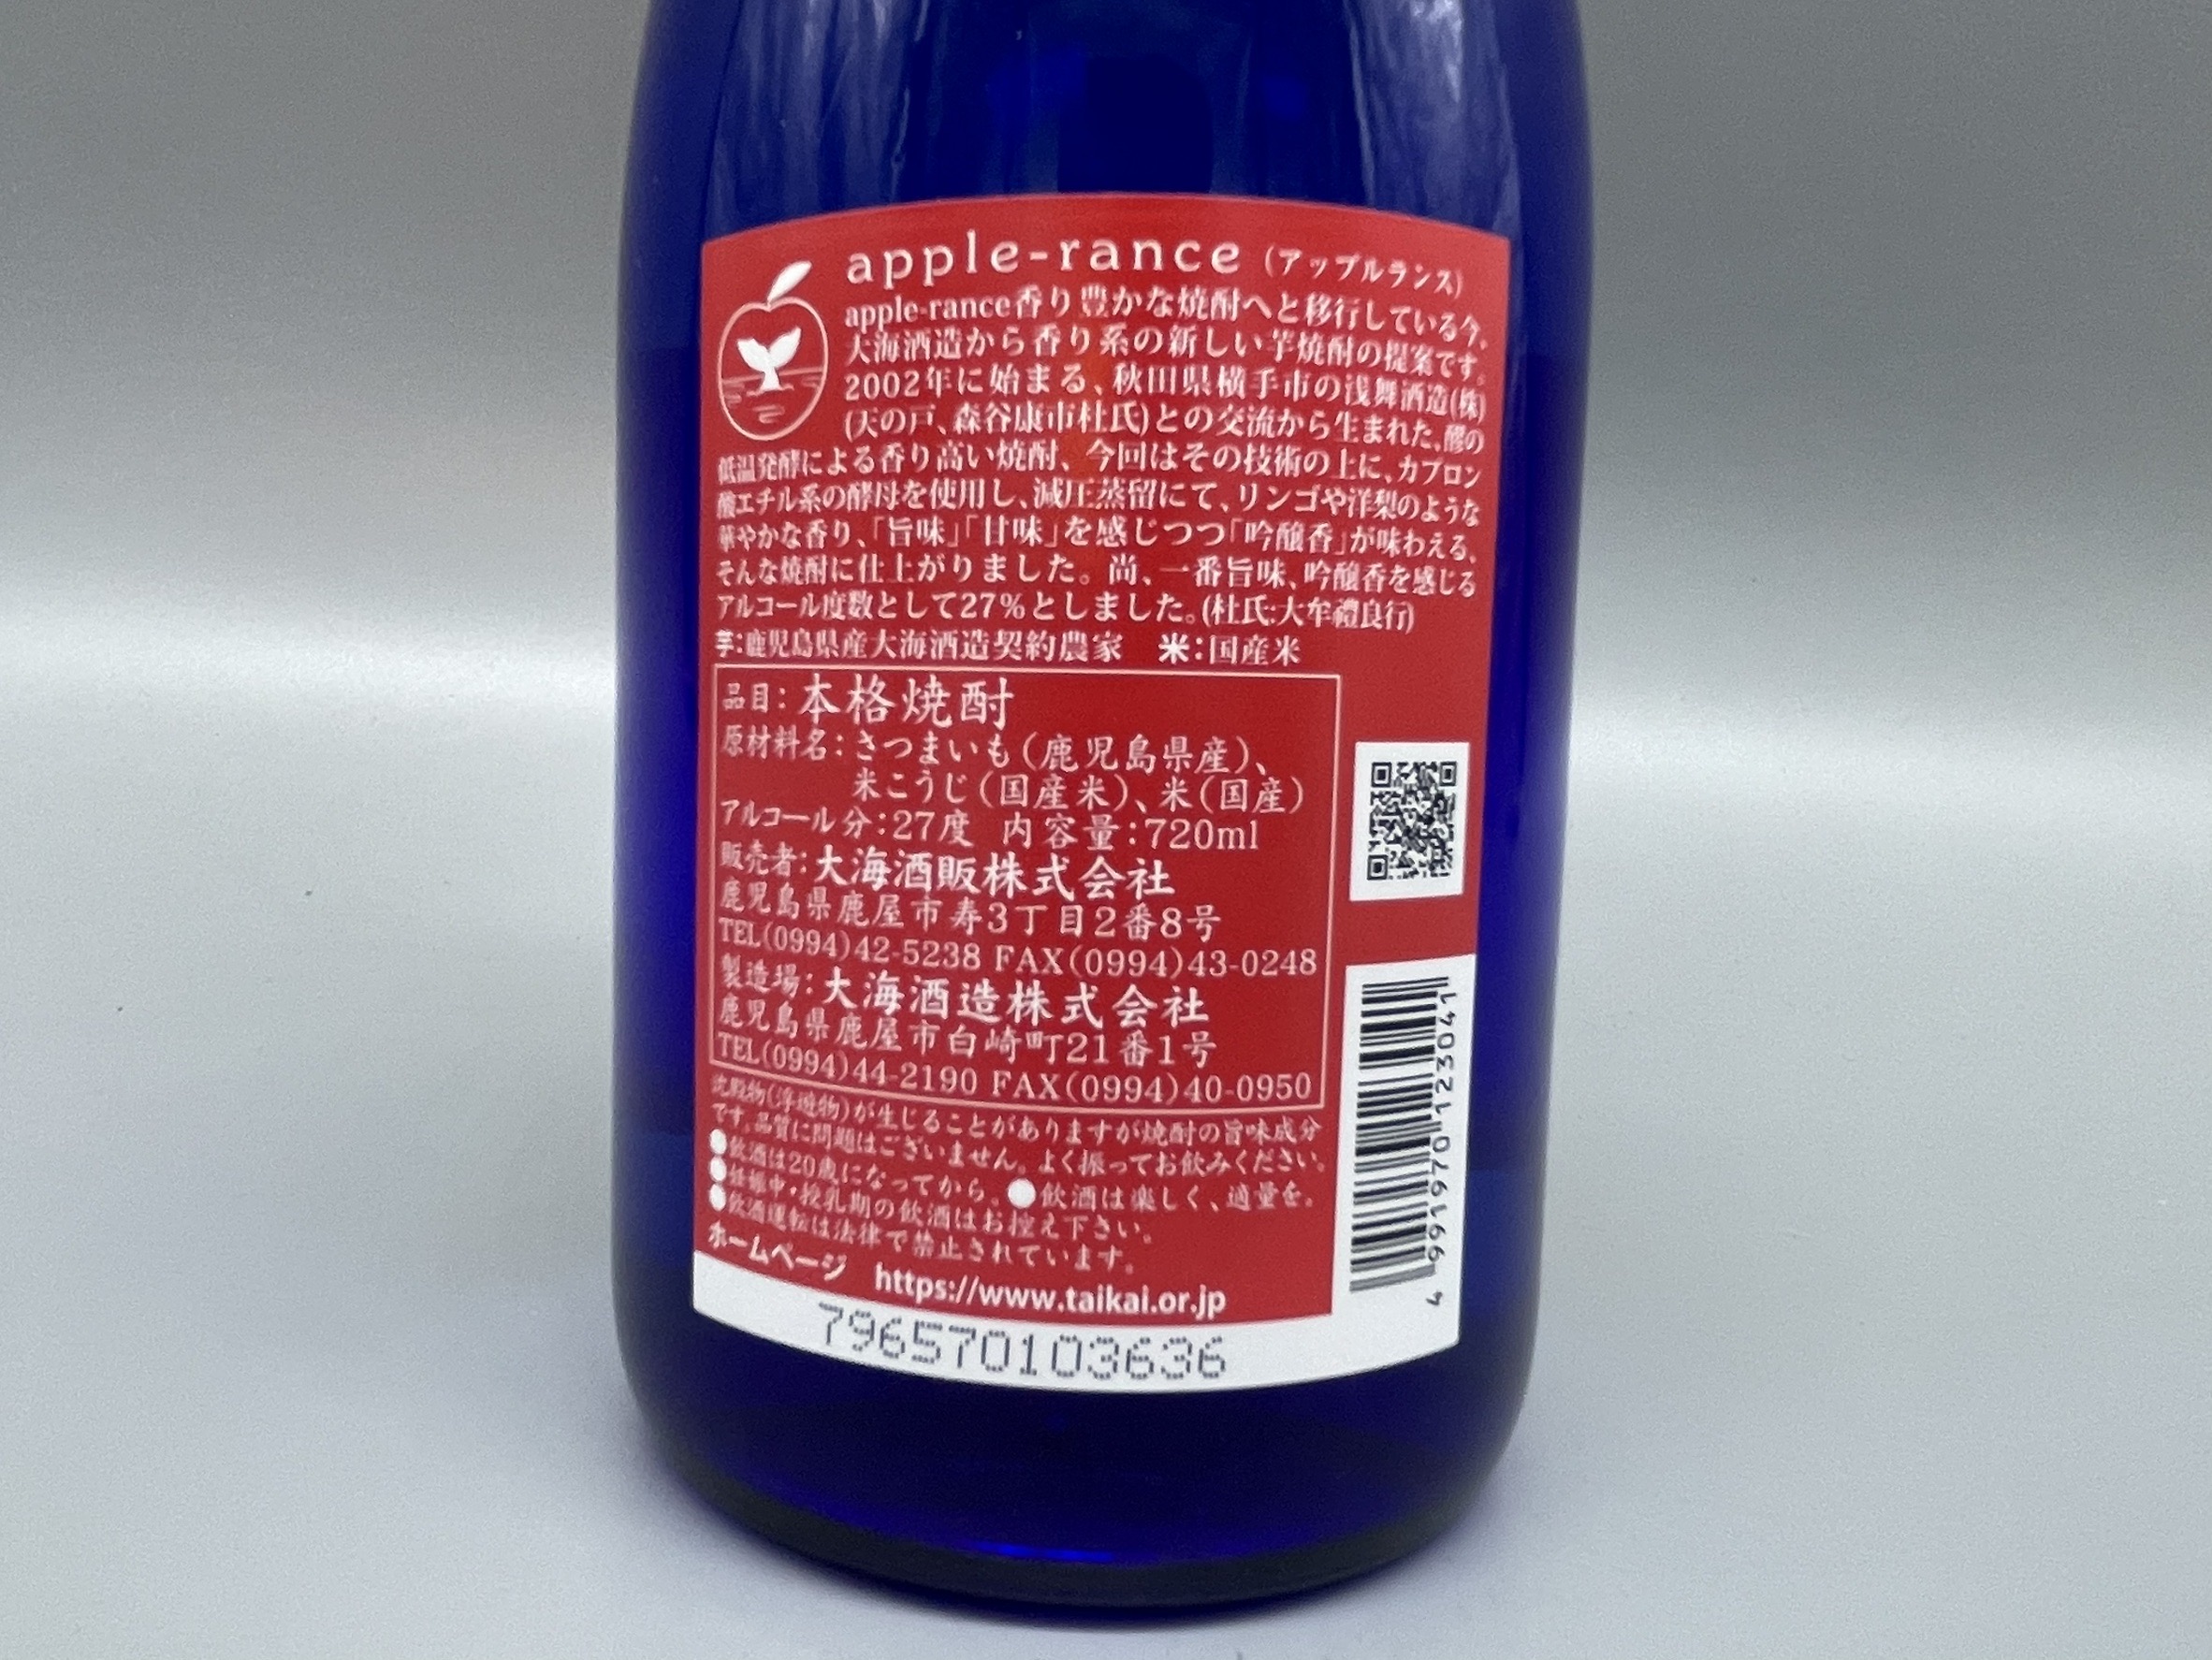 apple-rance (アップルランス)
apple-rance香り豊かな焼酎へと移行している今、
大海酒造から香り系の新しい芋焼酎の提案です。
2002年に始まる、秋田県横手市の浅舞酒造(株)
(天の戸、森谷康市杜氏)との交流から生まれた、醪の
低温発酵による香り高い焼酎、今回はその技術の上に、カプロン
酸エチル系の酵母を使用し、減圧蒸留にて、リンゴや洋梨のような
華やかな香り、「旨味」「甘味」を感じつつ「吟醸香」が味わえる、
そんな焼酎に仕上がりました。尚、一番旨味、吟醸香を感じる
アルコール度数として27%としました。(杜氏:大牟禮良行)
芋:鹿児島県産大海酒造契約農家 米:国産米
品目:本格焼酎
原材料名:さつまいも(鹿児島県産)、
米こうじ(国産米)、米(国産)
アルコール分:27度 内容量:720ml
販売者:大海酒販株式会社
鹿児島県鹿屋市寿3丁目2番8号
TEL(0994)42-5238 FAX(0994)43-0248
製造場:大海酒造株式会社
鹿児島県鹿屋市白崎町21番1号
TEL(0994)44-2190 FAX(0994)40-0950
沈殿物(浮遊物)が生じることがありますが焼酎の旨味成分
です。品質に問題はございません。よく振ってお飲みください。
●飲酒は20歳になってから。●飲酒は楽しく、適量を。
●妊娠中・授乳期の飲酒はお控え下さい。
●飲酒運転は法律で禁止されています。
ホームページ https://www.taikai.or.jp
796570103636
4 991970 123041